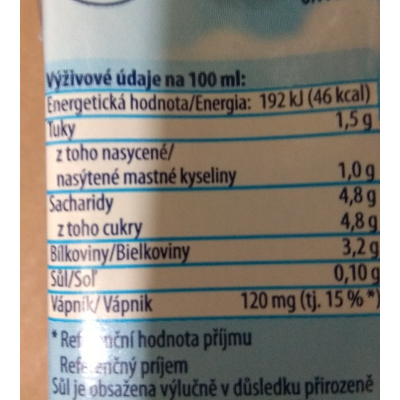 Výživové údaje na 100 ml:
Energetická hodnota/Energia: 192 kJ (46 kcal)
Tuky 1,5 g
z toho nasycené/
nasýtené mastné kyseliny 1,0 g
Sacharidy 4,8 g
z toho cukry 4,8 g
Bílkoviny/Bielkoviny 3,2 g
Sůl/Soľ 0,10 g
Vápník/Vápnik 120 mg (tj. 15 %*)
* Referenční hodnota příjmu
Referenčný príjem
Sůl je obsažena výlučně v důsledku přirozeně